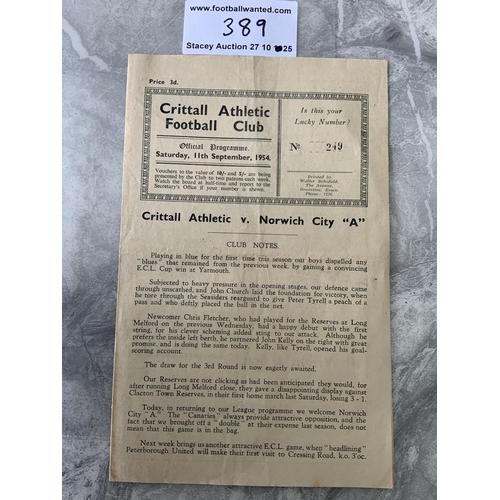 www.footballwanted.com
389
Stacey Auction 27 10 25
Price 3d.
Crittall Athletic
Football Club
Official Programme.
Saturday, 11th September, 1954.
Vouchers to the value of 10/- and 5/- are being
presented by the Club to two patrons each week.
Watch the board at half-time and report to the
Secretary's Office if your number is shewn.
Is this your
Lucky Number?
No 249
Printed by
The Avenue,
Braintree, Essex.
Crittall Athletic v. Norwich City "A"
CLUB NOTES.
Playing in blue for the first time this season our boys dispelled any
"blues" that remained from the previous week, by gaining a convincing
E.C.L. Cup win at Yarmouth.
Subjected to heavy pressure in the opening stages, our defence came
through unscathed, and John Church laid the foundation for victory, when
he tore through the Seasiders rearguard to give Peter Tyrell a peach of a
pass and who deftly placed the ball in the net.
Newcomer Chris Fletcher, who had played for the Reserves at Long
Melford on the previous Wednesday, had a happy debut with the first
string, for his clever scheming added sting to our attack. Although he
prefers the inside left berth, he partnered John Kelly on the right with great
promise, and is doing the same today. Kelly, like Tyrell, opened his goal-
scoring account.
The draw for the 3rd Round is now eagerly awaited.
Our Reserves are not clicking as had been anticipated they would, for
after running Long Melford close, they gave a disappointing display against
Clacton Town Reserves, in their first home match last Saturday, losing 3 - 1.
Today, in returning to our League programme we welcome Norwich
City "A." The "Canaries" always provide attractive opposition, and the
fact that we brought off a "double" at their expense last season, does not
mean that this game is in the bag.
Next week brings us another attractive E.C.L. game, when "headlining"
Peterborough United will make their first visit to Cressing Road, k.o. 3'oc.